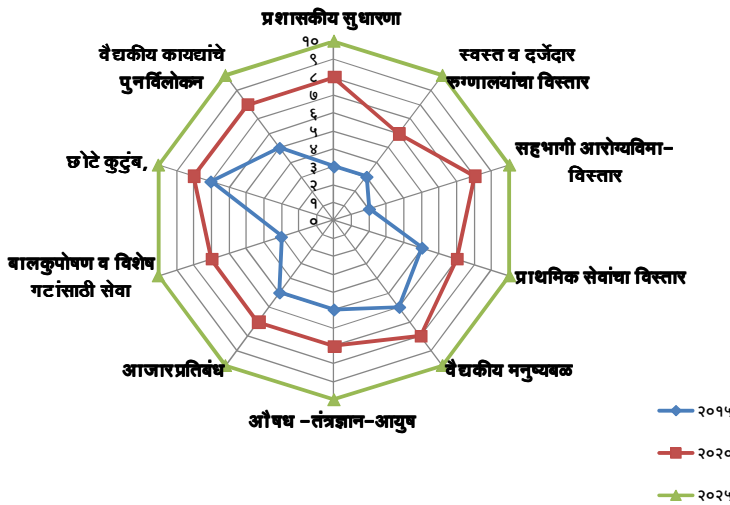 प्रशासकीय सुधारणा
स्वस्त व दर्जेदार
रुग्णालयांचा विस्तार
सहभागी आरोग्यविमा–
विस्तार
प्राथमिक सेवांचा विस्तार
वैद्यकीय मनुष्यबळ
औषध –तंत्रज्ञान–आयुष
आजारप्रतिबंध
बालकुपोषण व विशेष
गटांसाठी सेवा
छोटे कुटुंब,
वैद्यकीय कायद्यांचे
पुनर्विलोकन
१०
९
८
७
६
५
४
३
२
१
०
२०१५
२०२०
२०२५